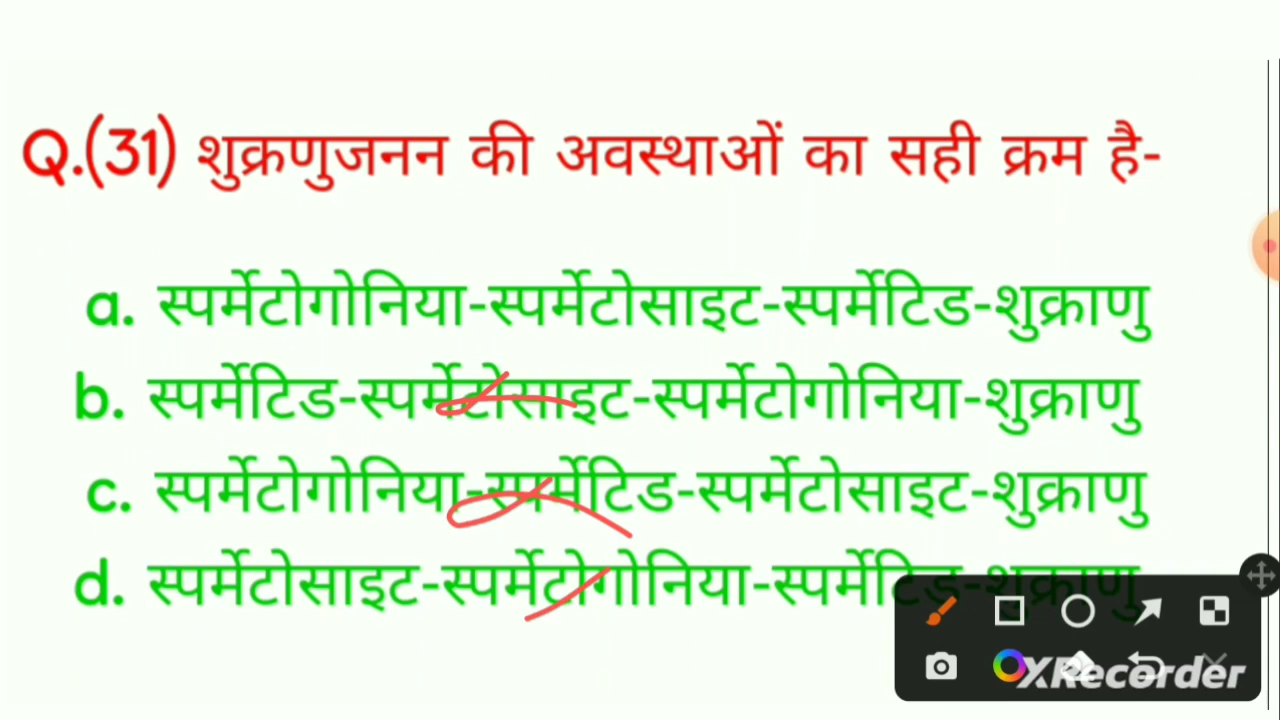 Q.(31) शुक्रणुजनन की अवस्थाओं का सही क्रम है-
a. स्पर्मेटोगोनिया-स्पर्मेटोसाइट-स्पर्मेटिड-शुक्राणु
b. स्पर्मेटिड-स्पर्मेटोसाइट-स्पर्मेटोगोनिया-शुक्राणु
c. स्पर्मेटोगोनिया-स्पर्मेटिड-स्पर्मेटोसाइट-शुक्राणु
d. स्पर्मेटोसाइट-स्पर्मेटोगोनिया-स्पर्मेटिड-शुक्राणु
XRecorder